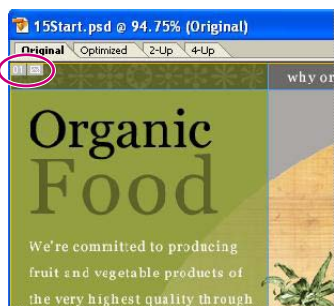 15Start.psd @ 94.75% (Original)
Original Optimized 2-Up 4-Up
01
why or
Organic
Food
We're committed to producing
fruit and vegetable products of
the very highest quality through